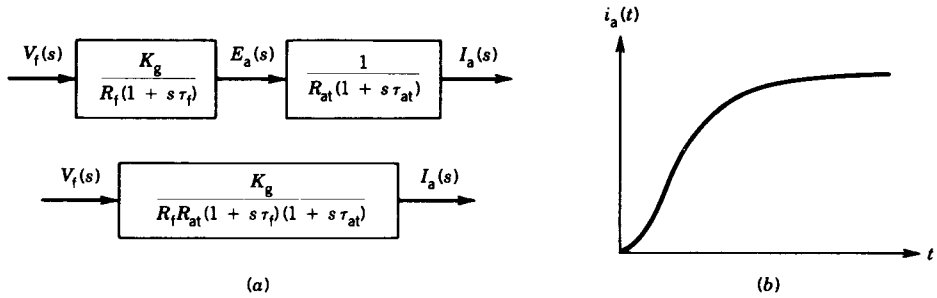 V_f(s)
K_g
R_f(1 + sτ_f)
E_a(s)
1
R_at(1 + sτ_at)
I_a(s)
V_f(s)
K_g
R_f R_at(1 + sτ_f)(1 + sτ_at)
I_a(s)
(a)
i_a(t)
t
(b)